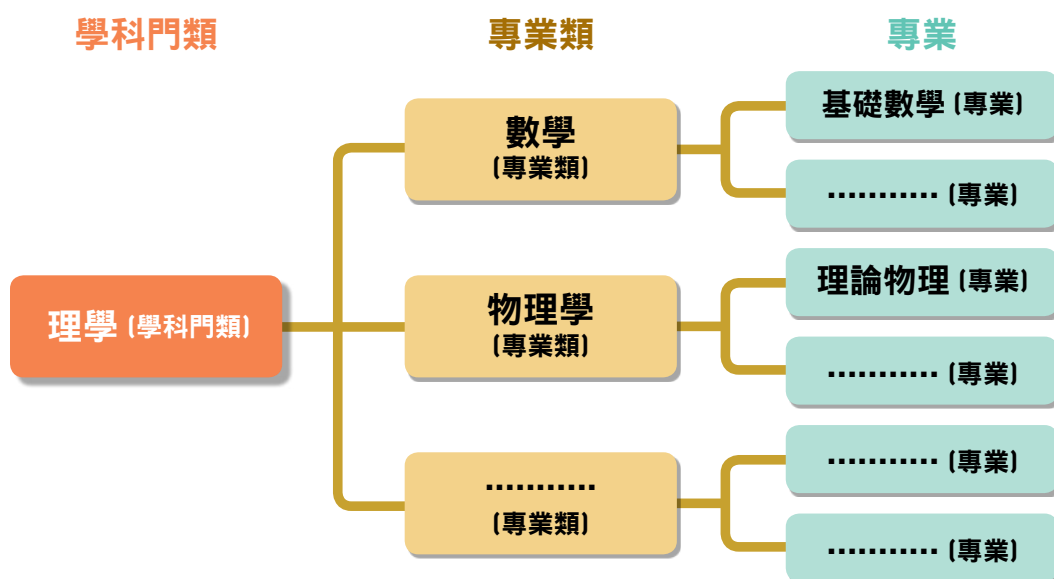 學科門類
專業類
專業
理學 (學科門類)
數學
(專業類)
基礎數學 (專業)
........... (專業)
物理學
(專業類)
理論物理 (專業)
........... (專業)
...........
(專業類)
........... (專業)
........... (專業)